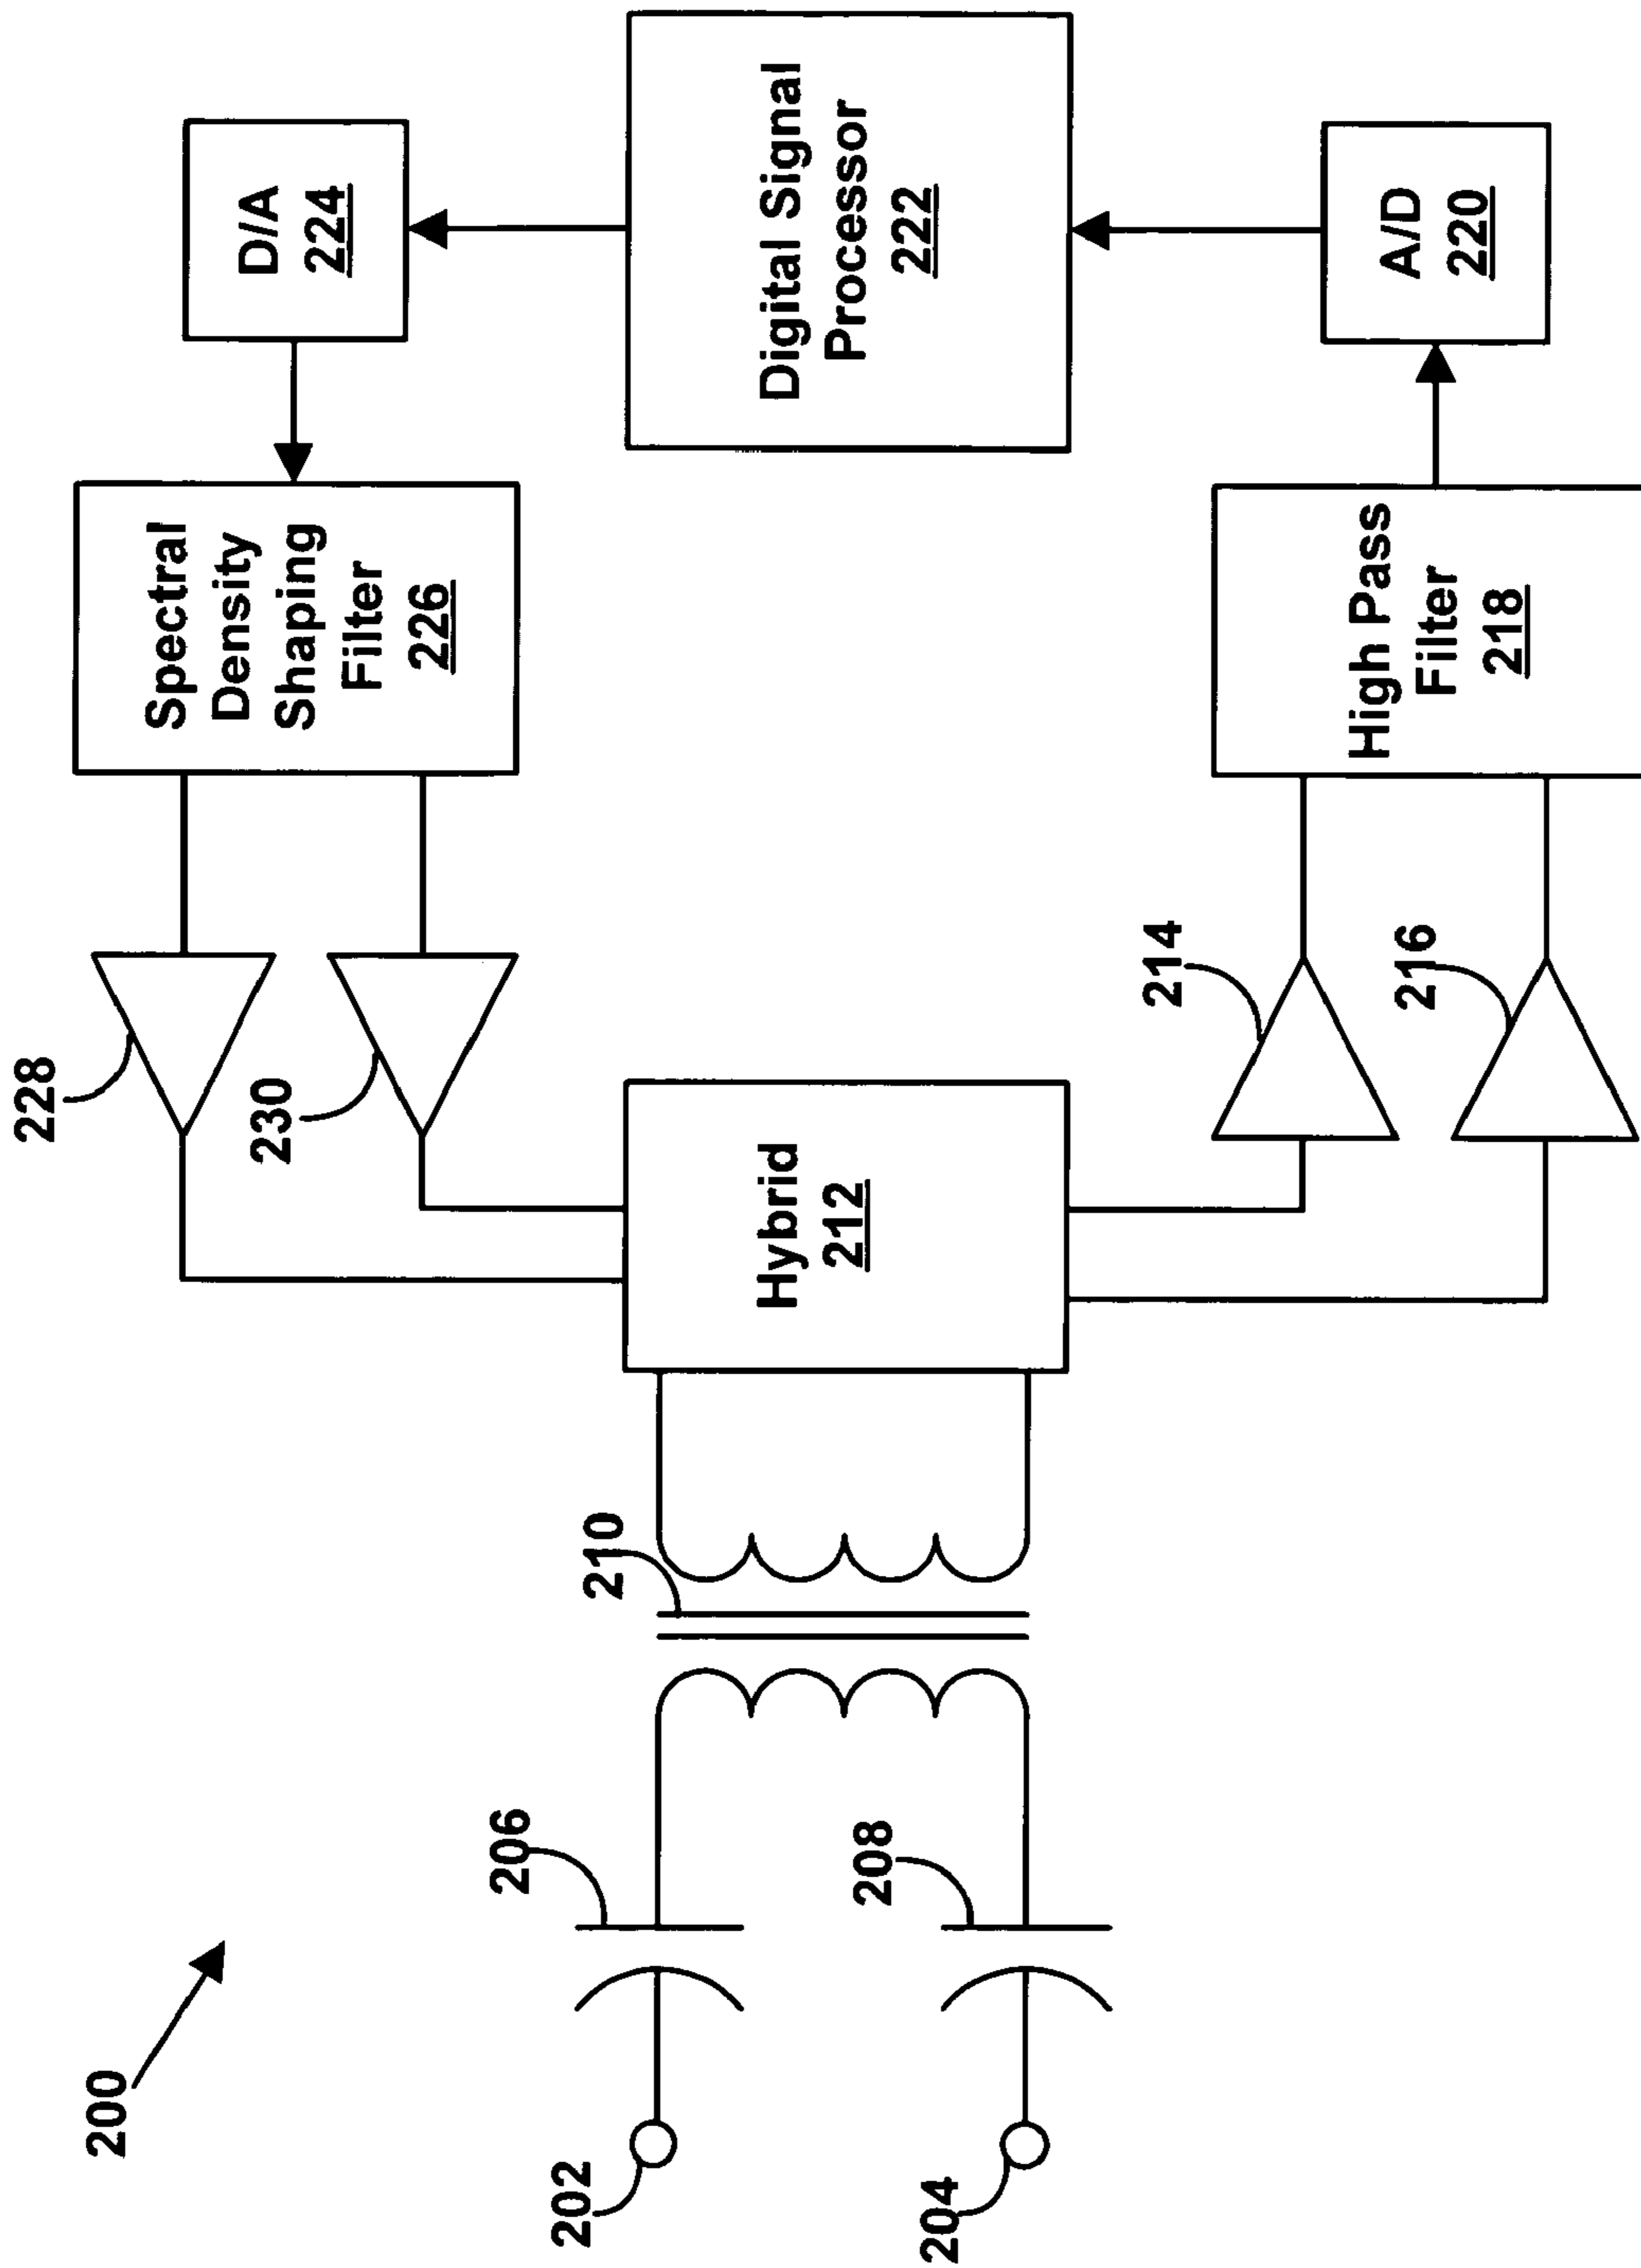 200
202
204
206
208
210
Hybrid
212
228
230
214
216
Spectral
Density
Shaping
Filter
226
High Pass
Filter
218
D/A
224
Digital Signal
Processor
222
A/D
220